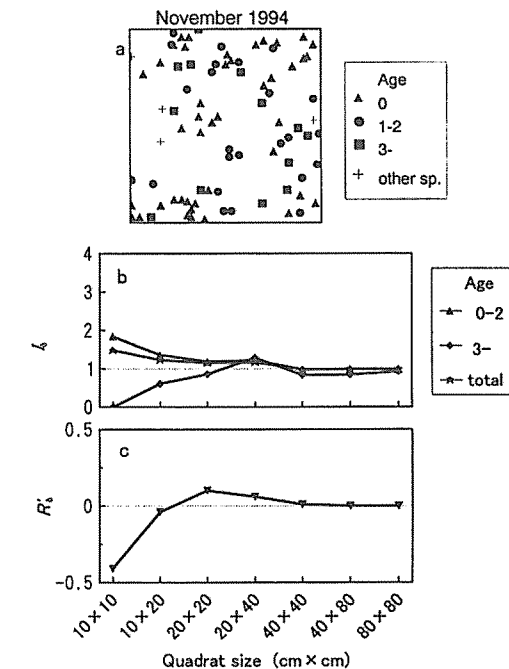 November 1994
a
Age
0
1-2
3-
other sp.
4
3
2
1
0
b
Iδ
Age
0-2
3-
total
0.5
0
-0.5
c
R'δ
10×10
10×20
20×20
20×40
40×40
40×80
80×80
Quadrat size (cm×cm)